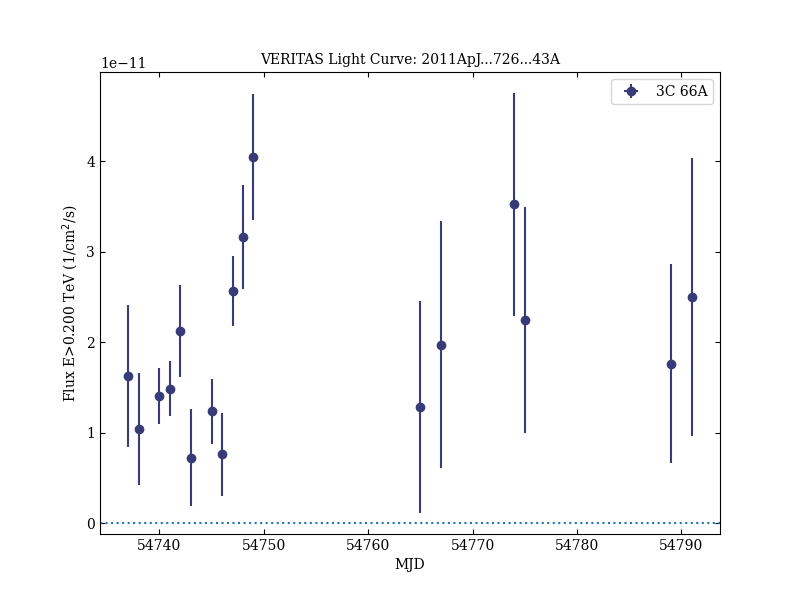 VERITAS Light Curve: 2011ApJ...726...43A
1e−11
3C 66A
4
3
2
1
0
Flux E>0.200 TeV (1/cm²/s)
54740 54750 54760 54770 54780 54790
MJD